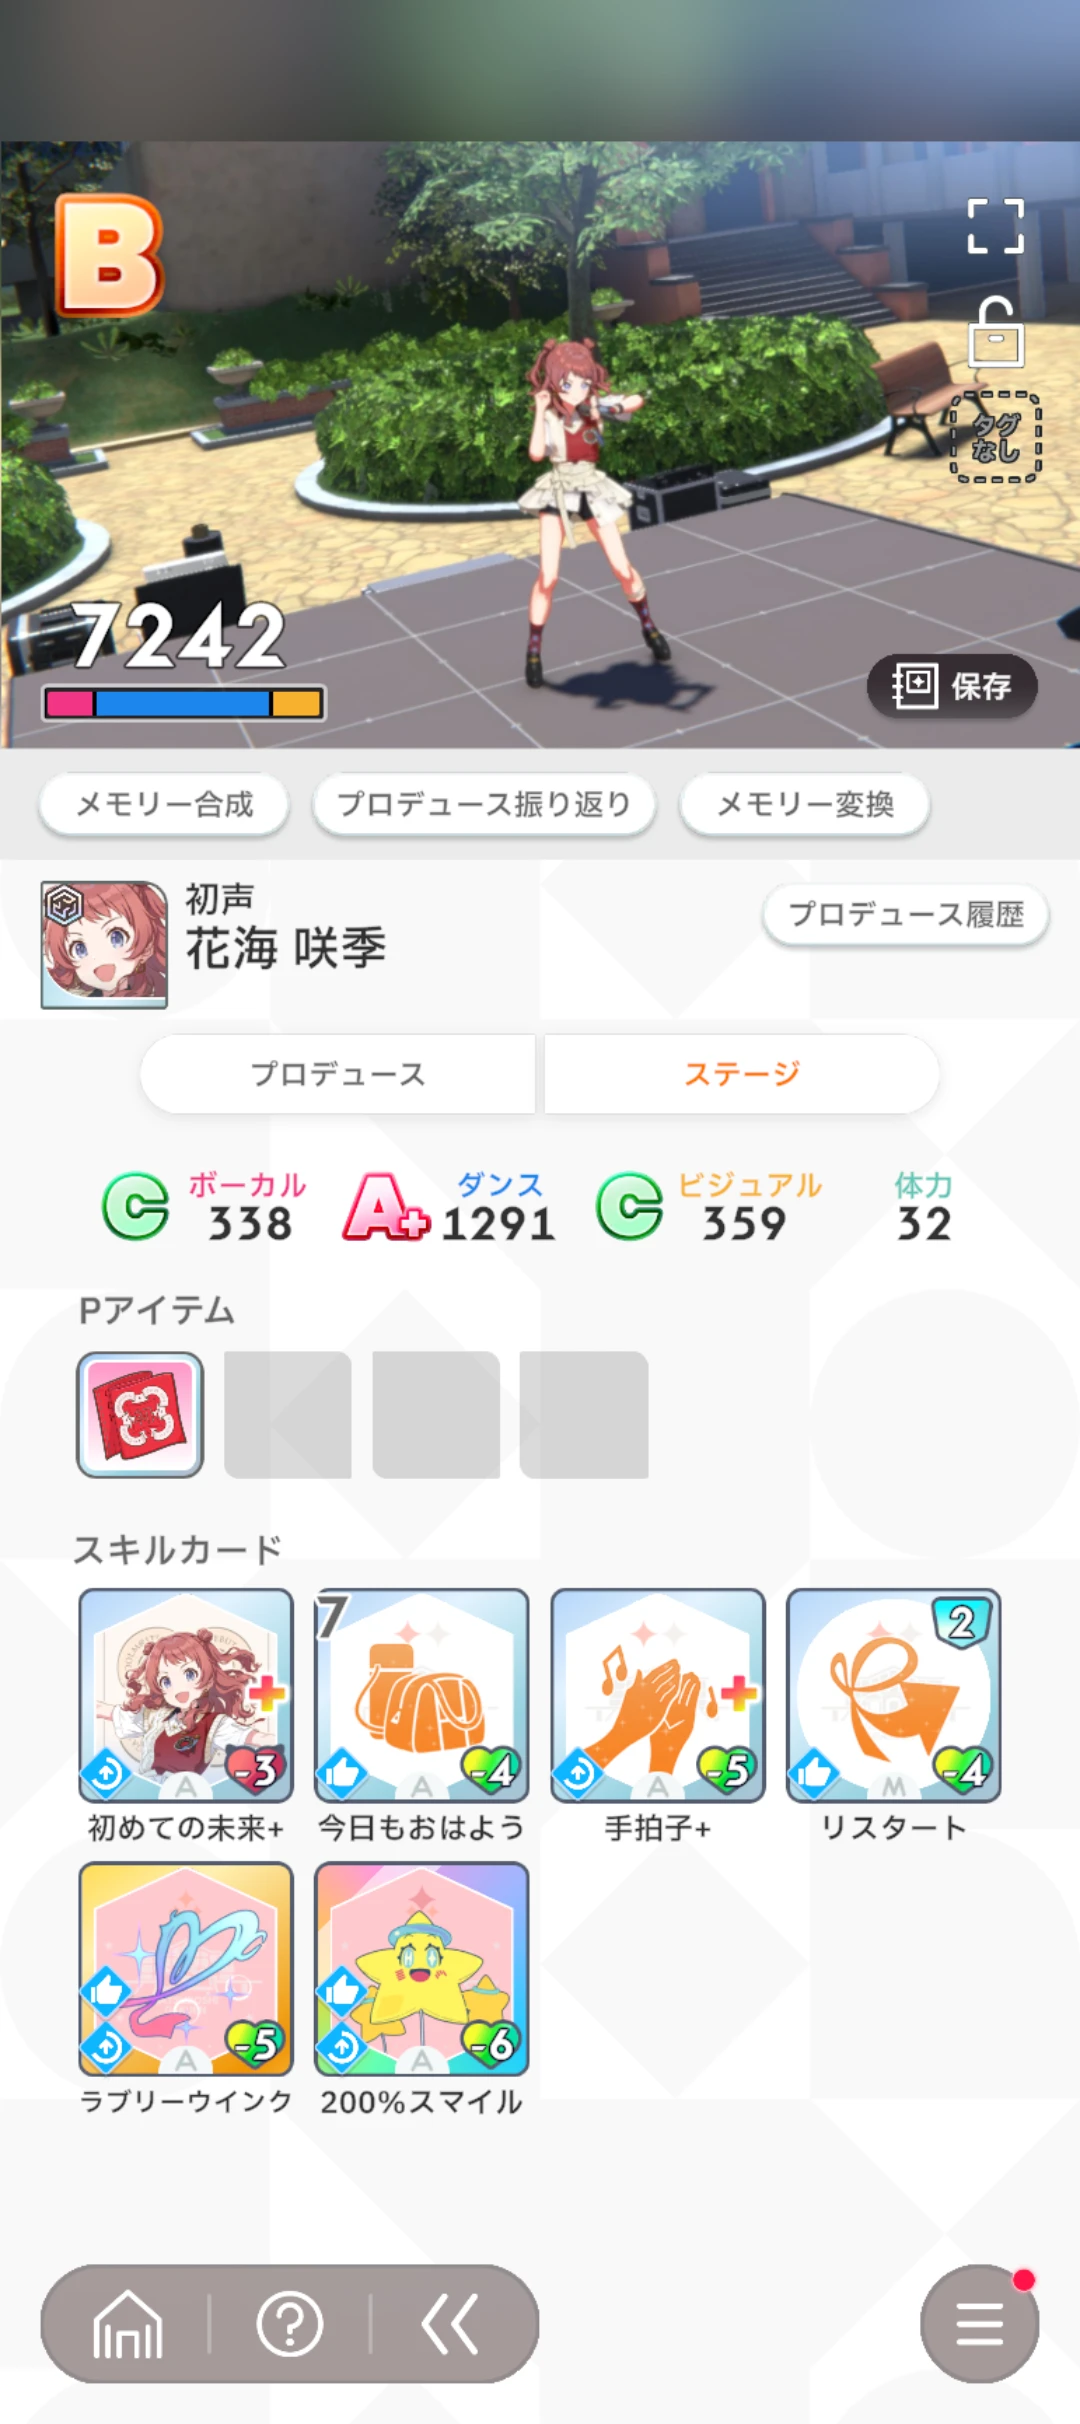 B
タグ
なし
7242
保存
メモリー合成 プロデュース振り返り メモリー変換
初声
花海 咲季
プロデュース履歴
プロデュース ステージ
C ボーカル 338 A+ ダンス 1291 C ビジュアル 359 体力 32
Pアイテム
スキルカード
A -3 7 A -4 A -5 2 M -4
初めての未来+ 今日もおはよう 手拍子+ リスタート
A -5 A -6
ラブリーウインク 200%スマイル